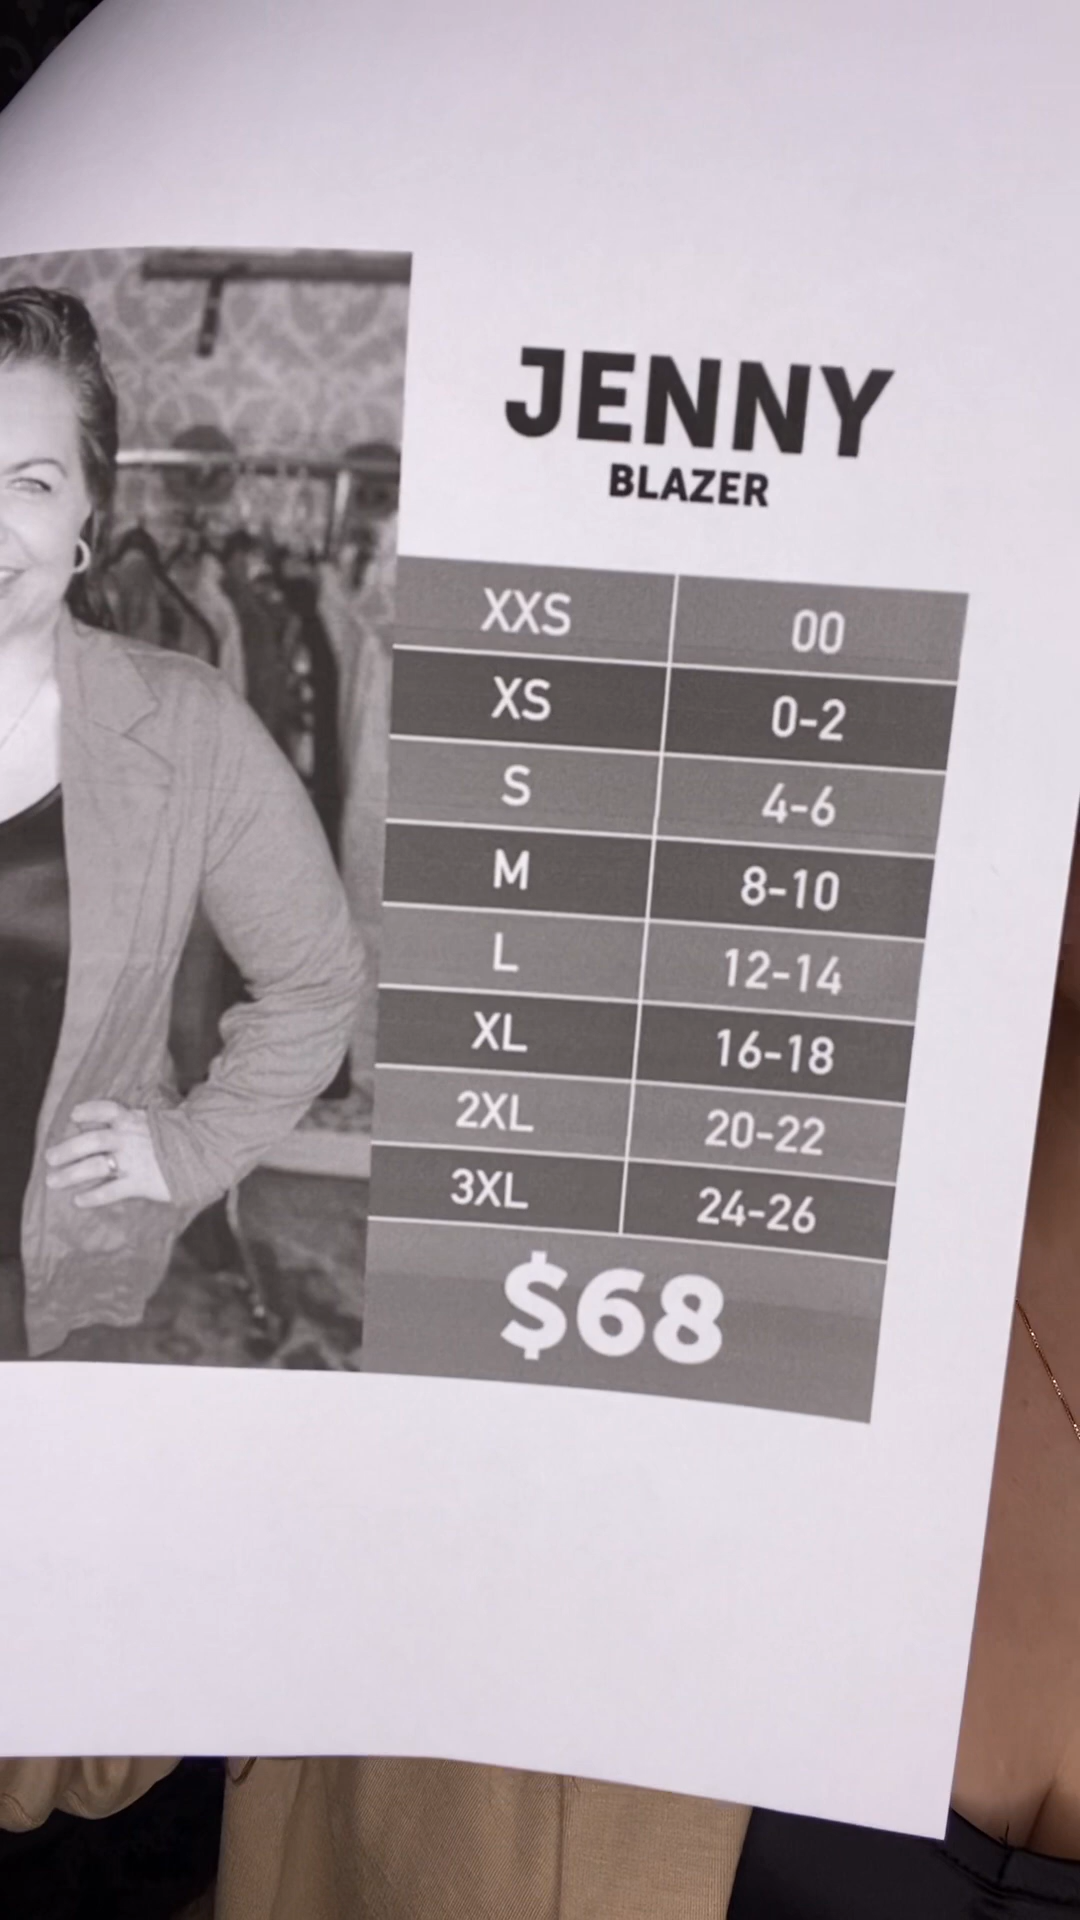 JENNY
BLAZER
XXS 00
XS 0-2
S 4-6
M 8-10
L 12-14
XL 16-18
2XL 20-22
3XL 24-26
$68